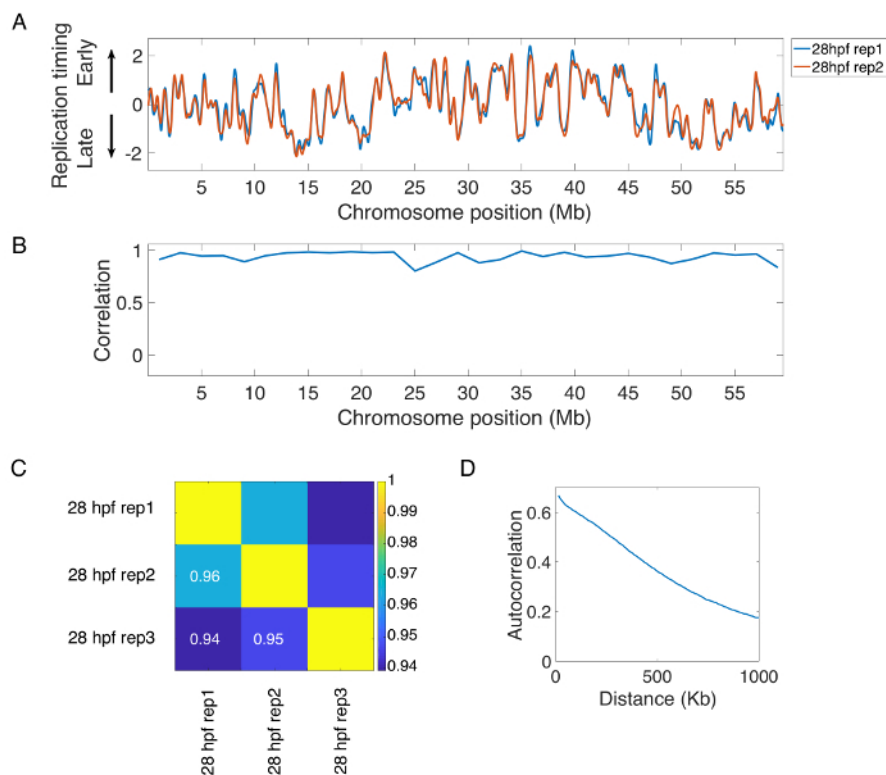 A
Replication timing
Late Early
2
0
-2
28hpf rep1
28hpf rep2
5 10 15 20 25 30 35 40 45 50 55
Chromosome position (Mb)
B
Correlation
1
0.5
0
5 10 15 20 25 30 35 40 45 50 55
Chromosome position (Mb)
C
28 hpf rep1
28 hpf rep2
28 hpf rep3
0.96
0.94 0.95
1
0.99
0.98
0.97
0.96
0.95
0.94
28 hpf rep1
28 hpf rep2
28 hpf rep3
D
Autocorrelation
0.6
0.4
0.2
0
0 500 1000
Distance (Kb)